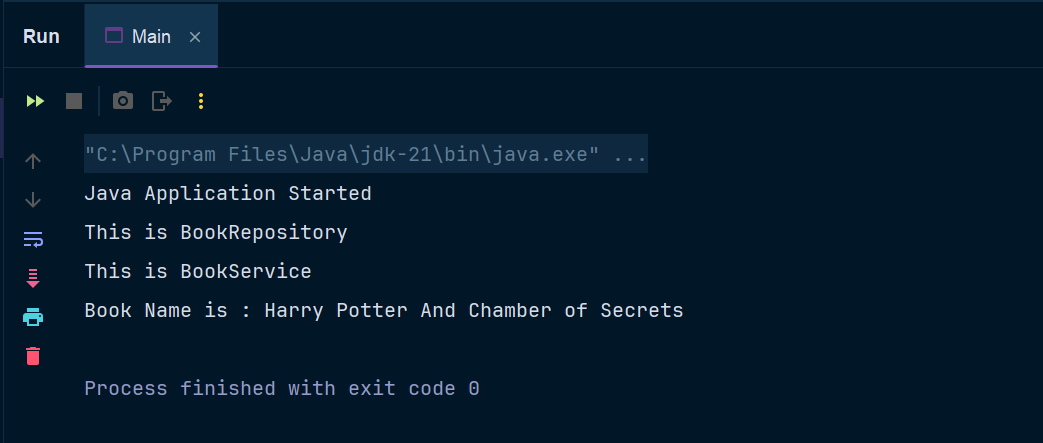 Run Main
"C:\Program Files\Java\jdk-21\bin\java.exe" ...
Java Application Started
This is BookRepository
This is BookService
Book Name is : Harry Potter And Chamber of Secrets
Process finished with exit code 0